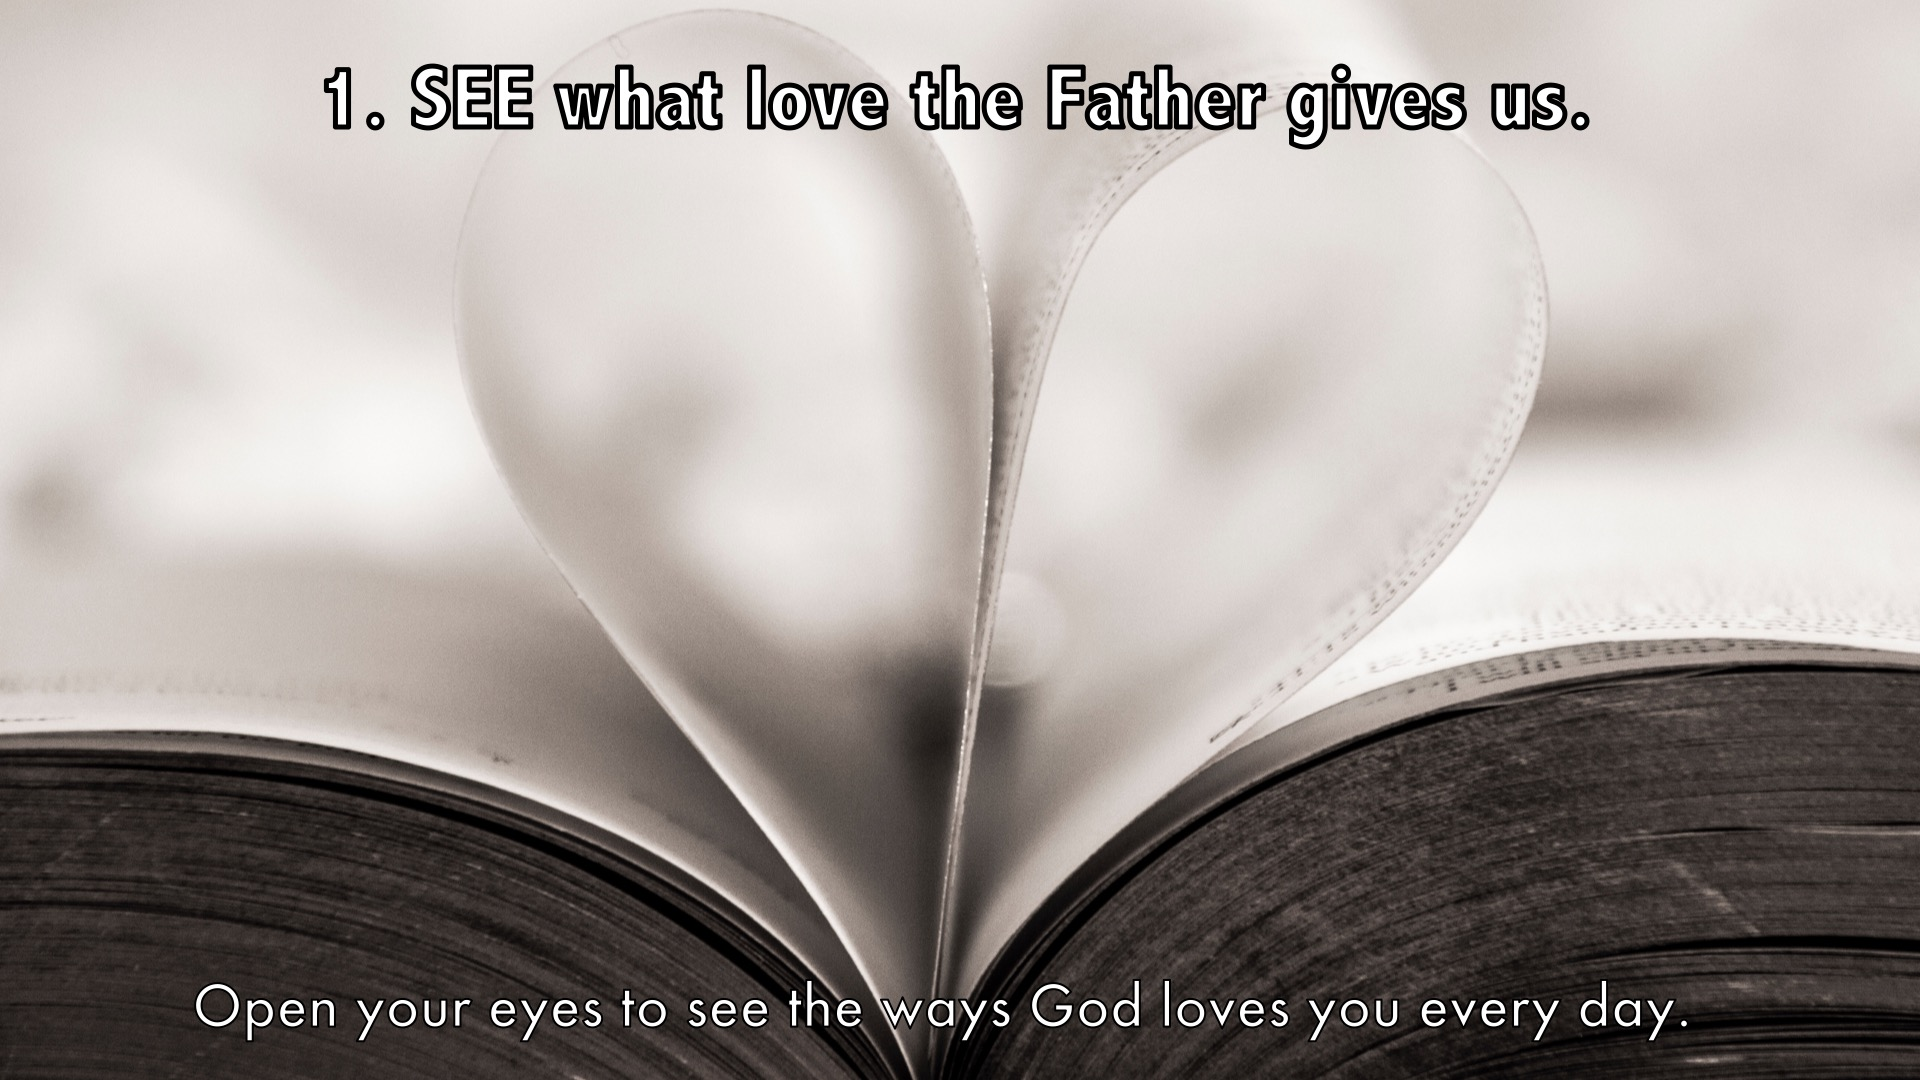 1. SEE what love the Father gives us.
Open your eyes to see the ways God loves you every day.